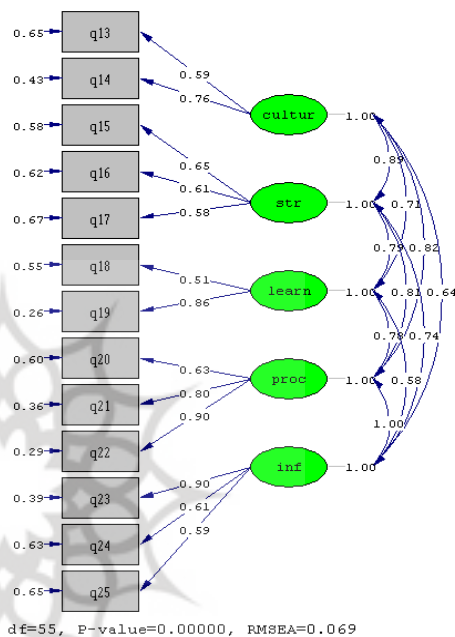 0.65 q13
0.59
0.43 q14
0.76
cultur 1.00
0.58 q15
0.65
0.89
0.62 q16
0.61
str 1.00 0.71
0.67 q17
0.58
0.79 0.82
0.55 q18
0.51
learn 1.00 0.81 0.64
0.26 q19
0.86
0.78 0.74
0.60 q20
0.63
proc 1.00 0.58
0.36 q21
0.80
0.29 q22
0.90
1.00
inf 1.00
0.39 q23
0.90
0.63 q24
0.61
0.65 q25
0.59
df=55, P-value=0.00000, RMSEA=0.069